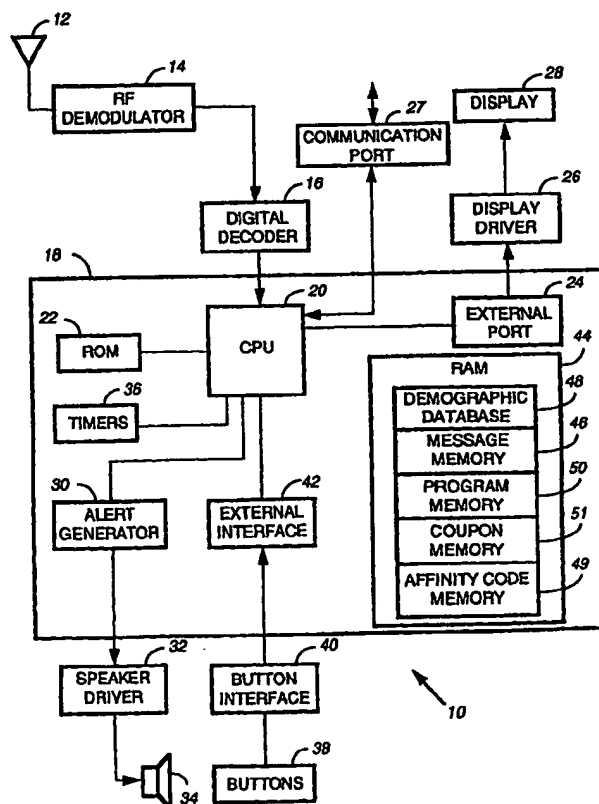 12
14
RF
DEMODULATOR
27
COMMUNICATION
PORT
28
DISPLAY
16
DIGITAL
DECODER
26
DISPLAY
DRIVER
18
20
CPU
24
EXTERNAL
PORT
22
ROM
36
TIMERS
44
RAM
DEMOGRAPHIC
DATABASE
48
MESSAGE
MEMORY
46
PROGRAM
MEMORY
50
COUPON
MEMORY
51
AFFINITY CODE
MEMORY
49
30
ALERT
GENERATOR
42
EXTERNAL
INTERFACE
32
SPEAKER
DRIVER
40
BUTTON
INTERFACE
10
34
38
BUTTONS